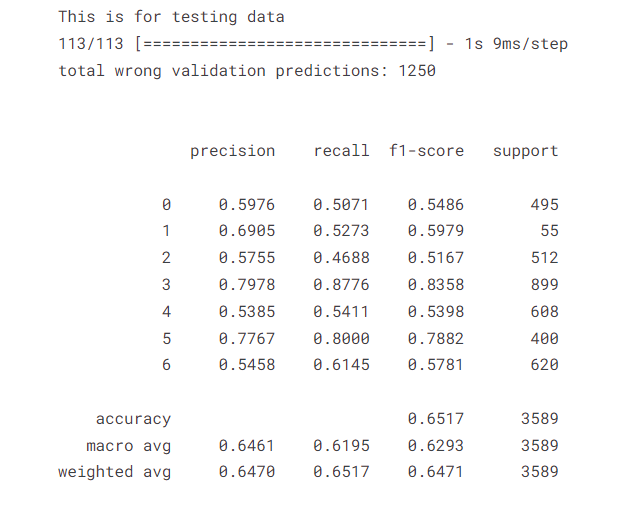 This is for testing data
113/113 [==============================] - 1s 9ms/step
total wrong validation predictions: 1250
precision recall f1-score support
0 0.5976 0.5071 0.5486 495
1 0.6905 0.5273 0.5979 55
2 0.5755 0.4688 0.5167 512
3 0.7978 0.8776 0.8358 899
4 0.5385 0.5411 0.5398 608
5 0.7767 0.8000 0.7882 400
6 0.5458 0.6145 0.5781 620
accuracy 0.6517 3589
macro avg 0.6461 0.6195 0.6293 3589
weighted avg 0.6470 0.6517 0.6471 3589